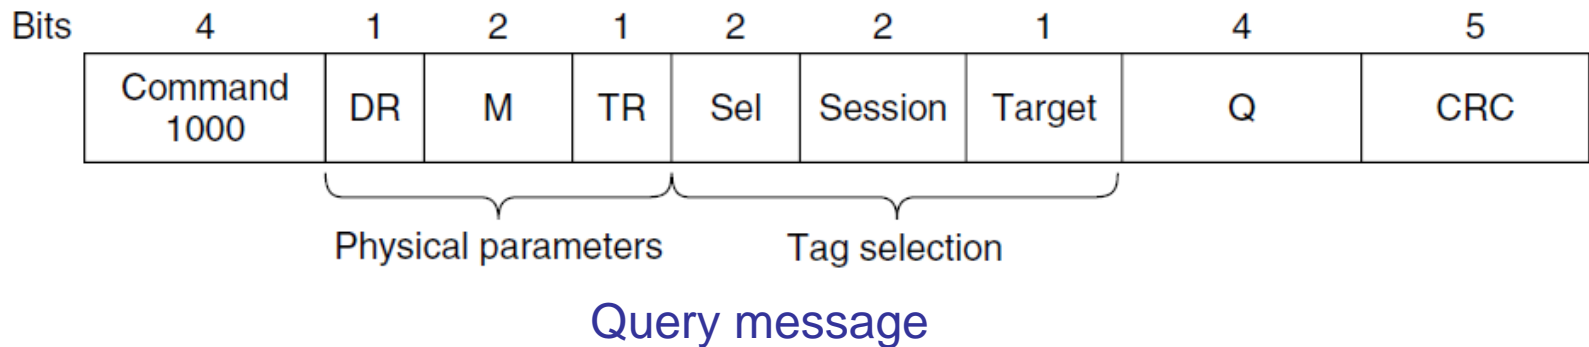 Bits 4 1 2 1 2 2 1 4 5
Command 1000 DR M TR Sel Session Target Q CRC
Physical parameters Tag selection
Query message